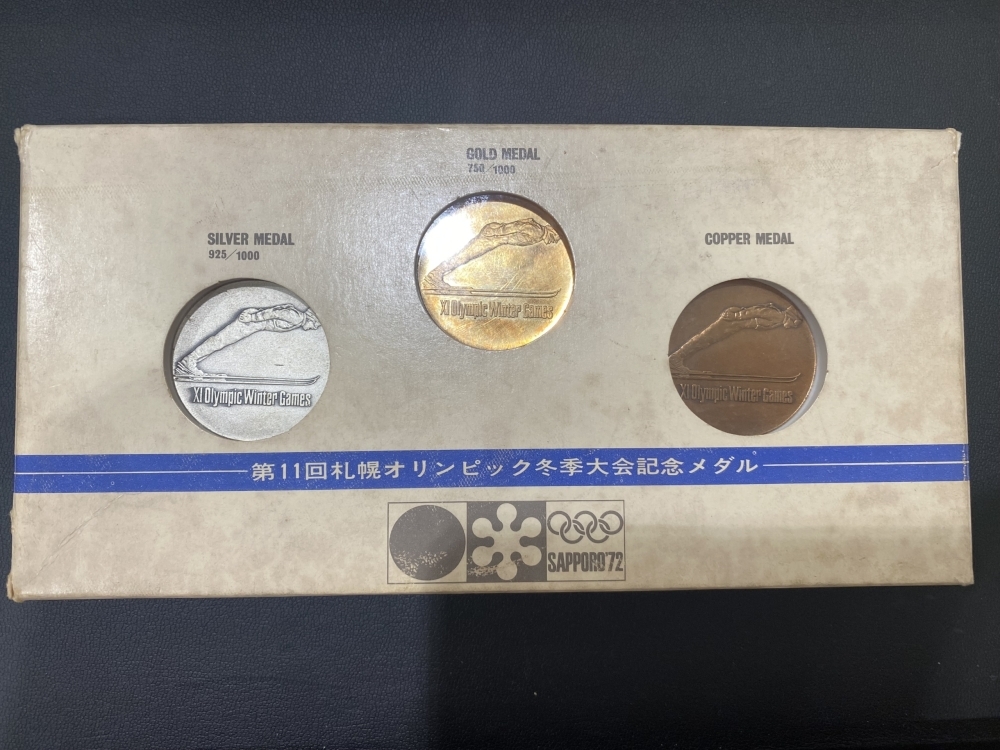 GOLD MEDAL
750/1000
SILVER MEDAL
925/1000
COPPER MEDAL
XI Olympic Winter Games
XI Olympic Winter Games
XI Olympic Winter Games
第11回札幌オリンピック冬季大会記念メダル
SAPPORO'72